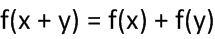 f(x + y) = f(x) + f(y)